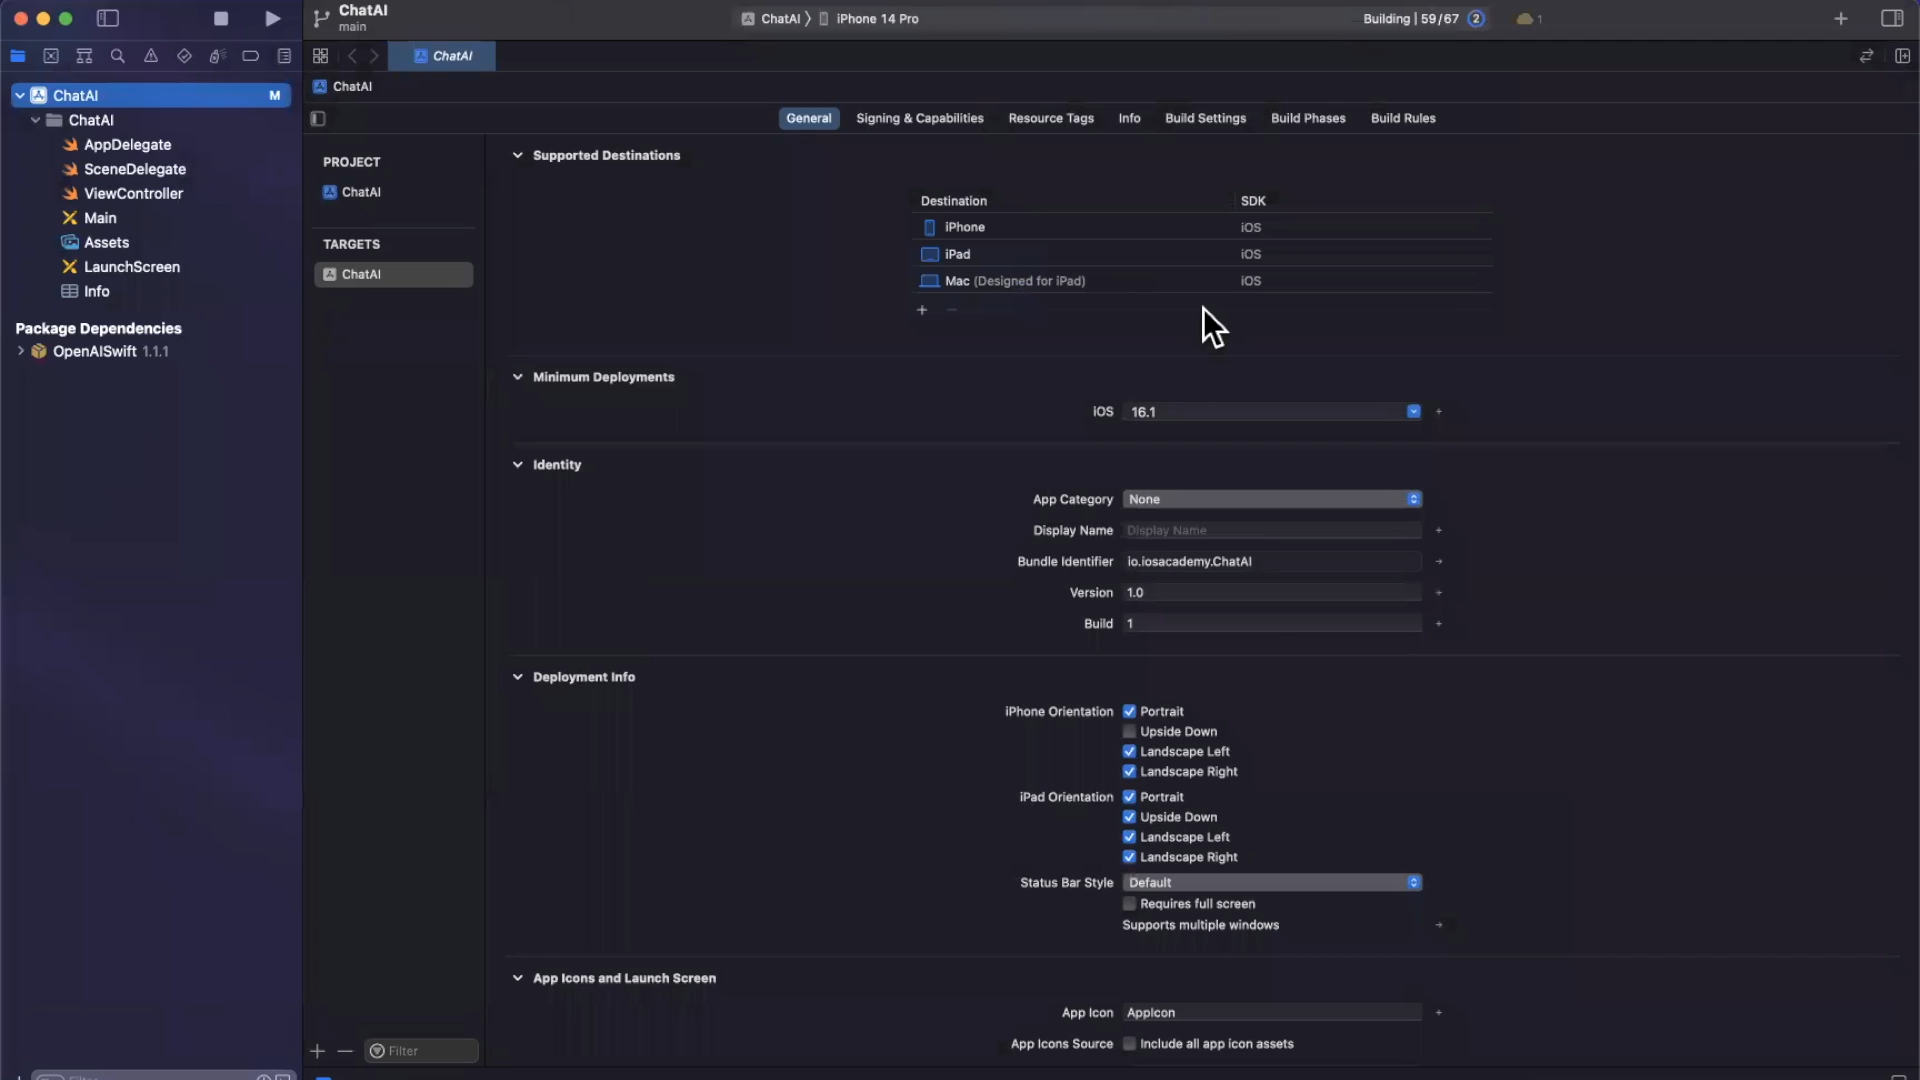 ChatAI
main
ChatAI
iPhone 14 Pro
Building | 59/67
2
1
ChatAI
ChatAI
General
Signing & Capabilities
Resource Tags
Info
Build Settings
Build Phases
Build Rules
ChatAI
M
ChatAI
AppDelegate
SceneDelegate
ViewController
Main
Assets
LaunchScreen
Info
Package Dependencies
OpenAISwift 1.1.1
PROJECT
ChatAI
TARGETS
ChatAI
Filter
Supported Destinations
Destination SDK
iPhone iOS
iPad iOS
Mac (Designed for iPad) iOS
Minimum Deployments
iOS 16.1
Identity
App Category None
Display Name Display Name
Bundle Identifier io.iosacademy.ChatAI
Version 1.0
Build 1
Deployment Info
iPhone Orientation Portrait
Upside Down
Landscape Left
Landscape Right
iPad Orientation Portrait
Upside Down
Landscape Left
Landscape Right
Status Bar Style Default
Requires full screen
Supports multiple windows
App Icons and Launch Screen
App Icon AppIcon
App Icons Source Include all app icon assets